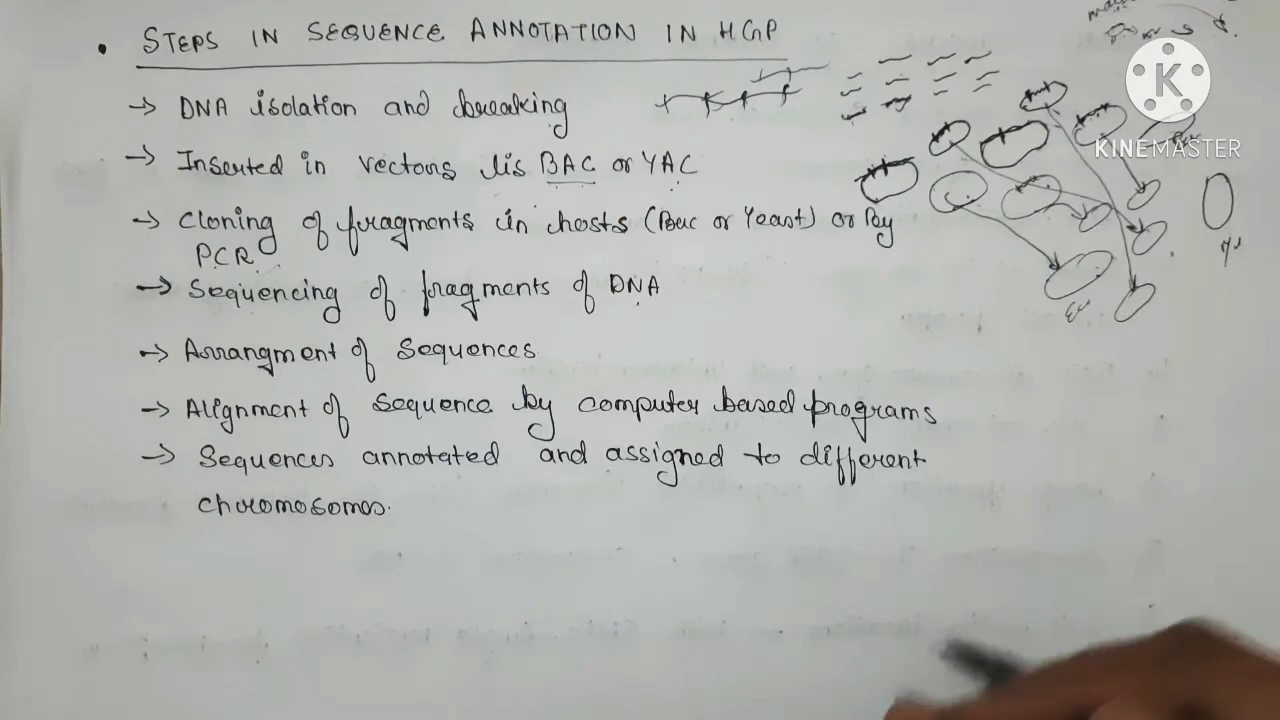 • STEPS IN SEQUENCE ANNOTATION IN HGP
→ DNA isolation and breaking
→ Inserted in vectors lis BAC or YAC
→ Cloning of fragments in hosts (Bac or Yeast) or By
PCR
→ Sequencing of fragments of DNA
→ Arrangment of Sequences
→ Alignment of sequence by computer based programs
→ Sequences annotated and assigned to different
chromosomes.
K
KINEMASTER